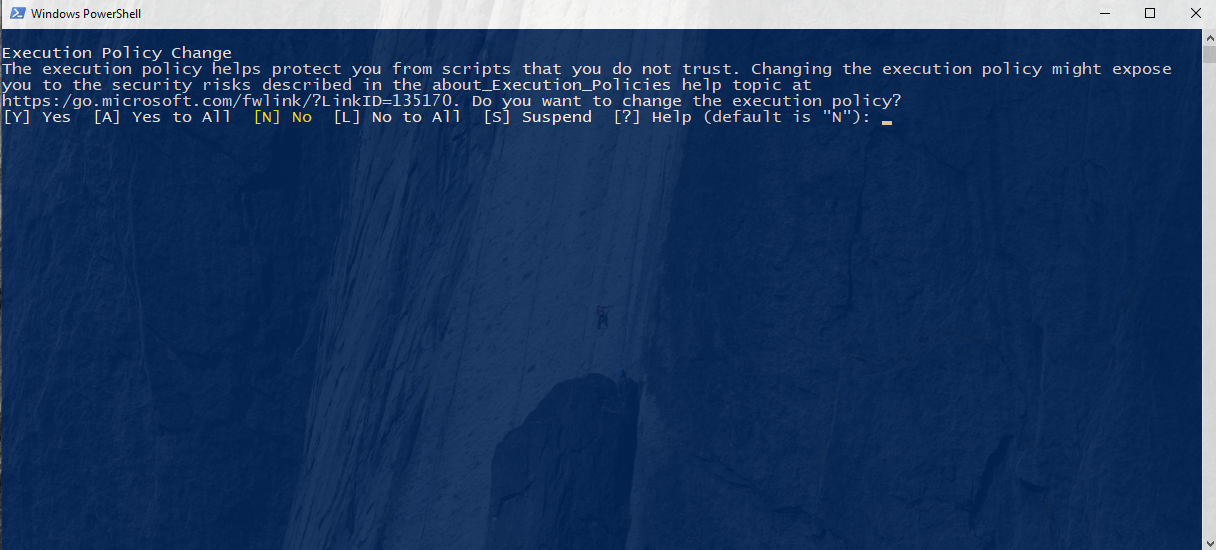 Windows PowerShell
Execution Policy Change
The execution policy helps protect you from scripts that you do not trust. Changing the execution policy might expose
you to the security risks described in the about_Execution_Policies help topic at
https:/go.microsoft.com/fwlink/?LinkID=135170. Do you want to change the execution policy?
[Y] Yes  [A] Yes to All  [N] No  [L] No to All  [S] Suspend  [?] Help (default is "N"):